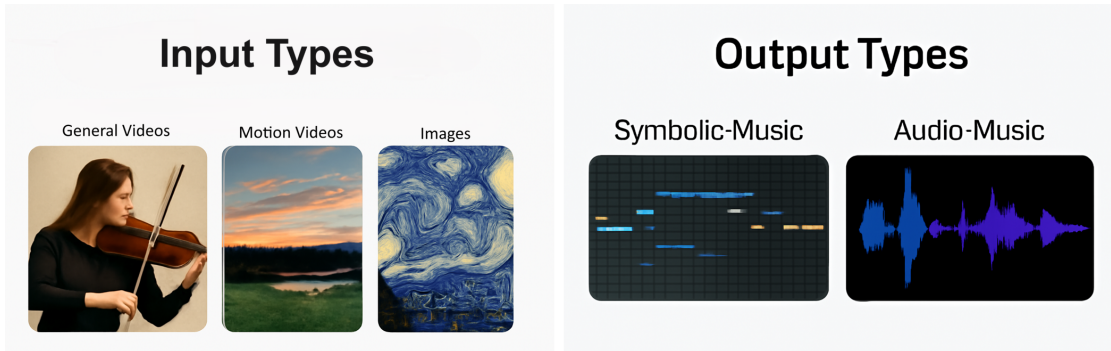 Input Types
General Videos
Motion Videos
Images
Output Types
Symbolic-Music
Audio-Music